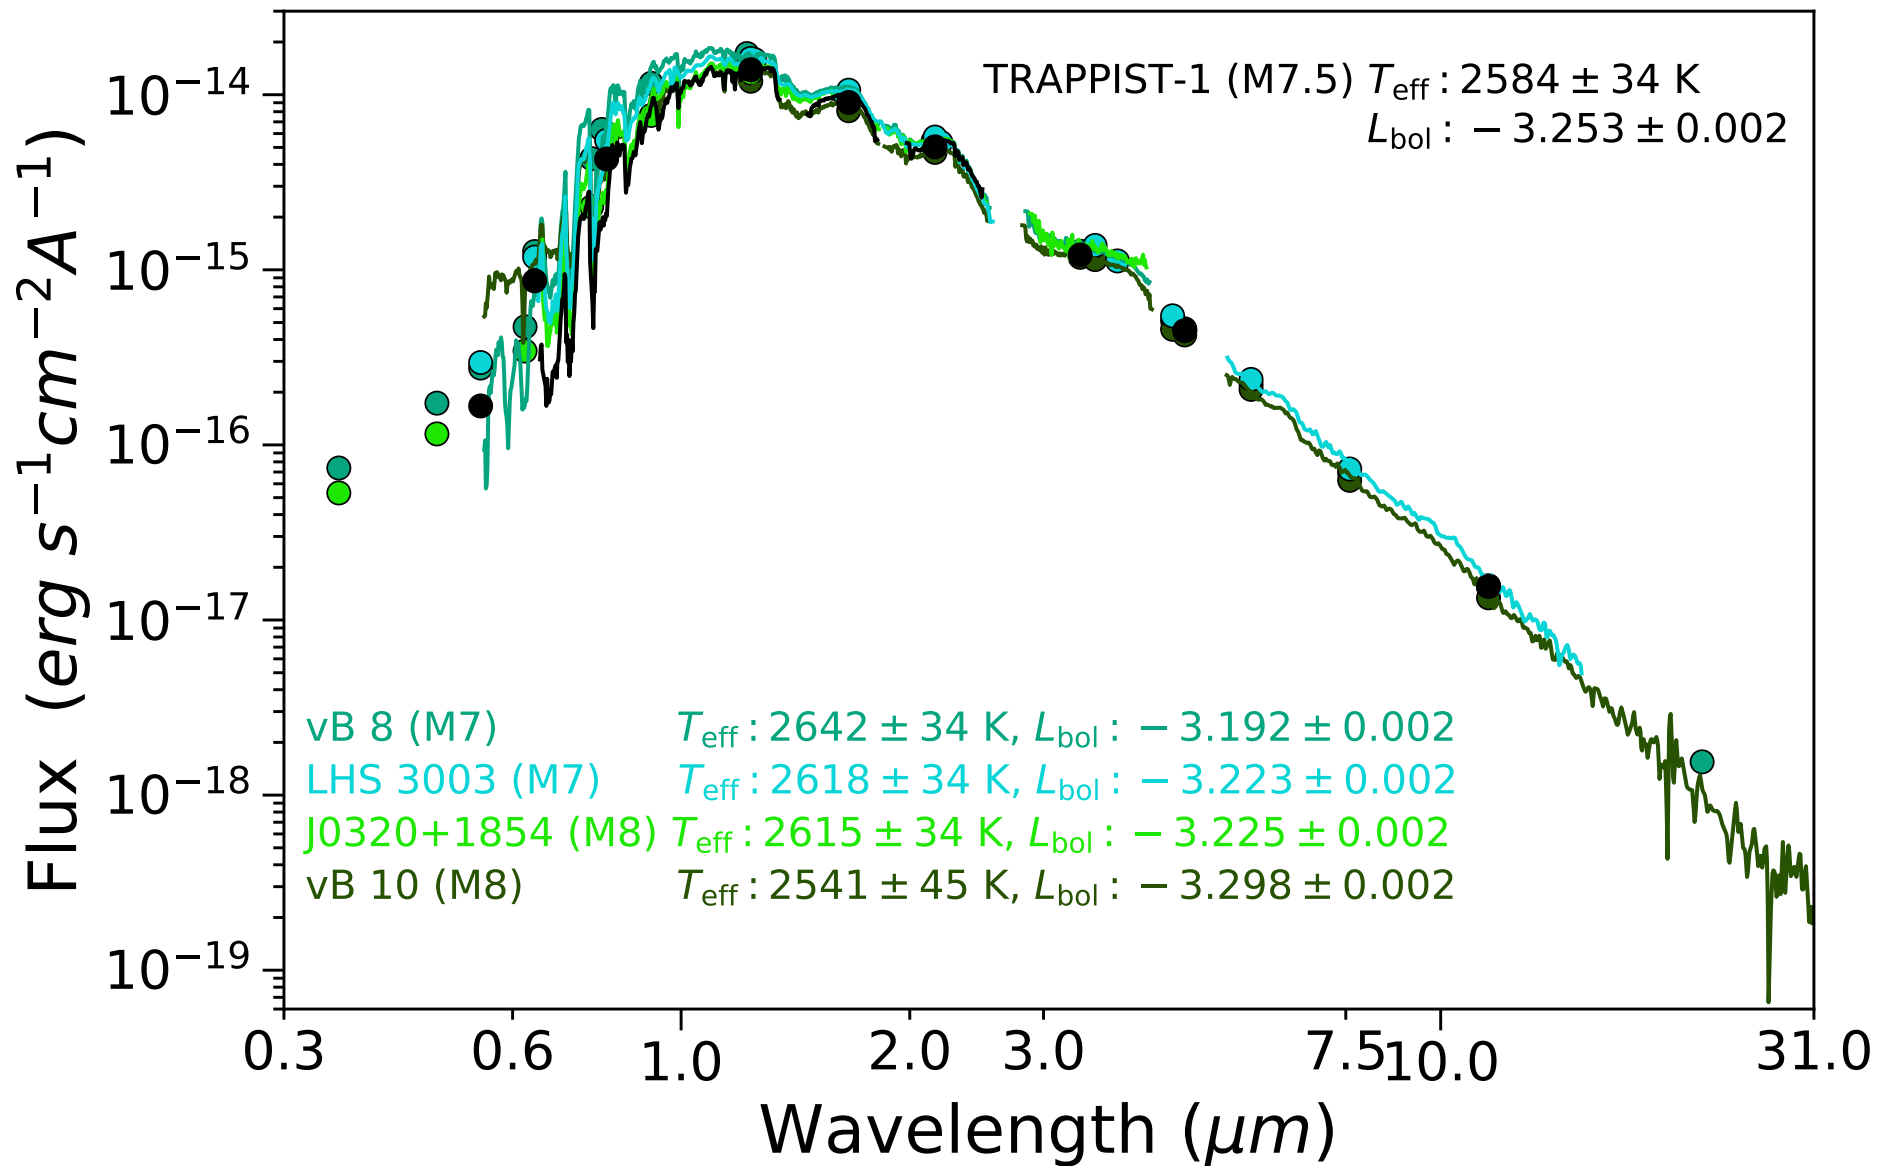 TRAPPIST-1 (M7.5) T_eff : 2584 ± 34 K
L_bol : − 3.253 ± 0.002
10^−14
10^−15
10^−16
10^−17
10^−18
10^−19
Flux (erg s^−1 cm^−2 A^−1)
vB 8 (M7) T_eff : 2642 ± 34 K, L_bol : − 3.192 ± 0.002
LHS 3003 (M7) T_eff : 2618 ± 34 K, L_bol : − 3.223 ± 0.002
J0320+1854 (M8) T_eff : 2615 ± 34 K, L_bol : − 3.225 ± 0.002
vB 10 (M8) T_eff : 2541 ± 45 K, L_bol : − 3.298 ± 0.002
0.3 0.6 1.0 2.0 3.0 7.5 10.0 31.0
Wavelength (μm)